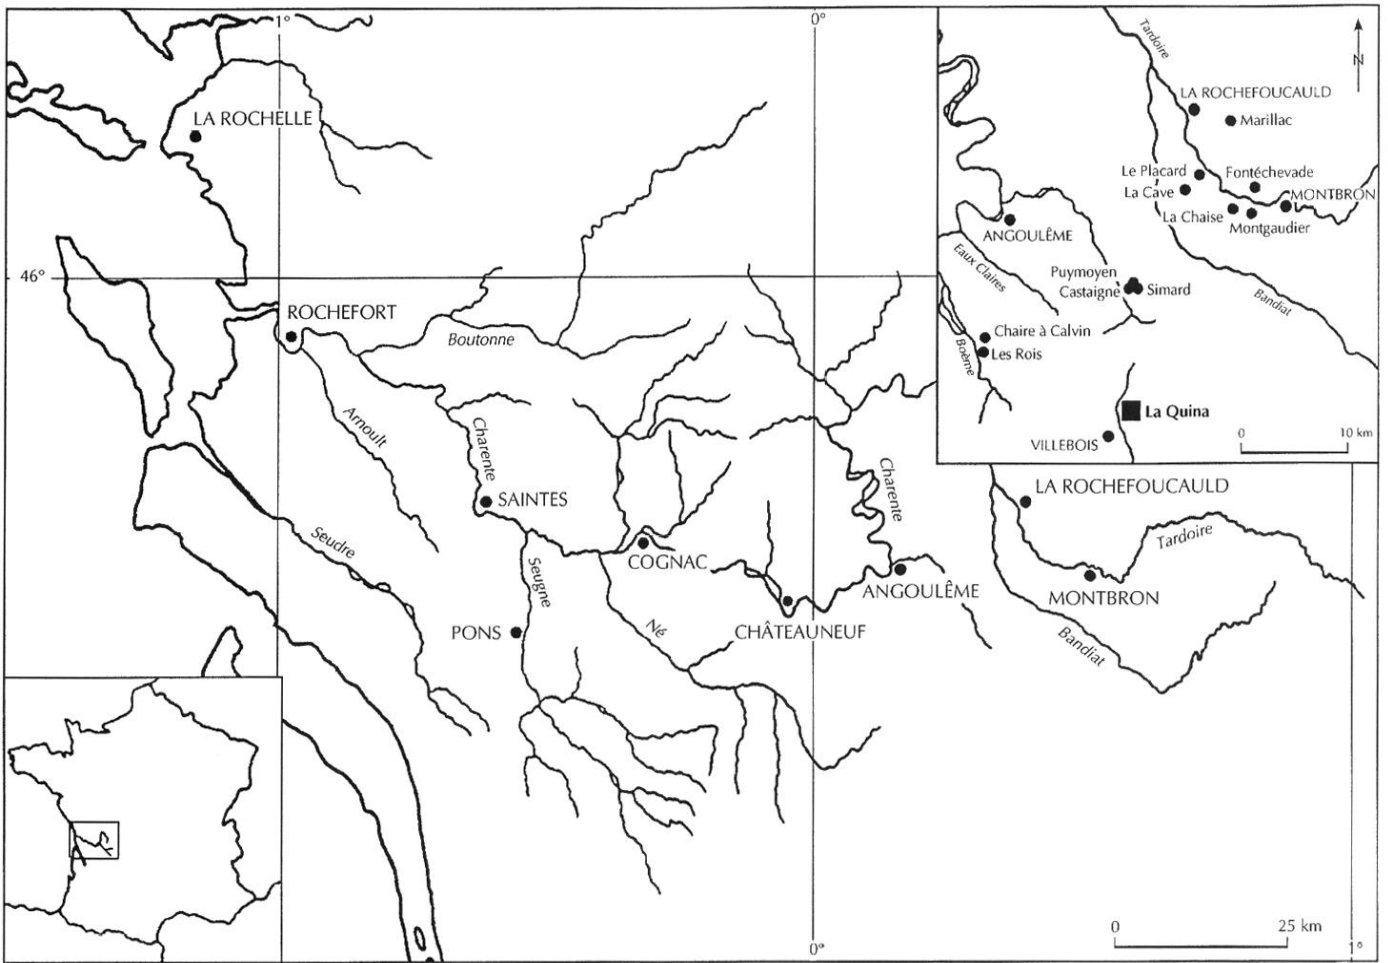 1°
0°
Tardoire
N
LA ROCHEFOUCAULD
Marillac
LA ROCHELLE
Le Placard
Fontéchevade
La Cave
MONTBRON
La Chaise
Montgaudier
ANGOULÊME
Eaux Claires
Puymoyen
Castaigne
Simard
Bandiat
46°
ROCHEFORT
Boutonne
Chaire à Calvin
Les Rois
Boëme
La Quina
VILLEBOIS
0
10 km
Arnoult
Charente
Charente
SAINTES
LA ROCHEFOUCAULD
Tardoire
Seudre
Seugne
COGNAC
ANGOULÊME
MONTBRON
PONS
Né
CHÂTEAUNEUF
Bandiat
0
25 km
0°
1°